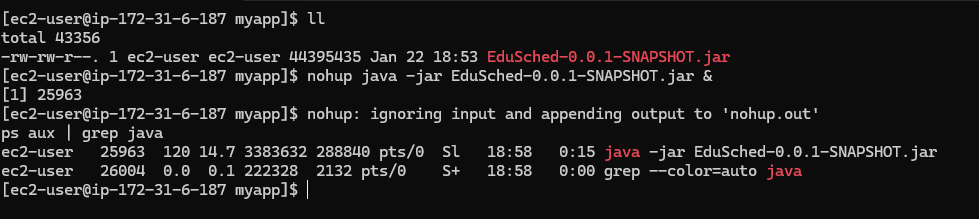 [ec2-user@ip-172-31-6-187 myapp]$ ll
total 43356
-rw-rw-r--. 1 ec2-user ec2-user 44395435 Jan 22 18:53 EduSched-0.0.1-SNAPSHOT.jar
[ec2-user@ip-172-31-6-187 myapp]$ nohup java -jar EduSched-0.0.1-SNAPSHOT.jar &
[1] 25963
[ec2-user@ip-172-31-6-187 myapp]$ nohup: ignoring input and appending output to 'nohup.out'
ps aux | grep java
ec2-user   25963  120 14.7 3383632 288840 pts/0  Sl   18:58   0:15 java -jar EduSched-0.0.1-SNAPSHOT.jar
ec2-user   26004  0.0  0.1 222328  2132 pts/0    S+   18:58   0:00 grep --color=auto java
[ec2-user@ip-172-31-6-187 myapp]$